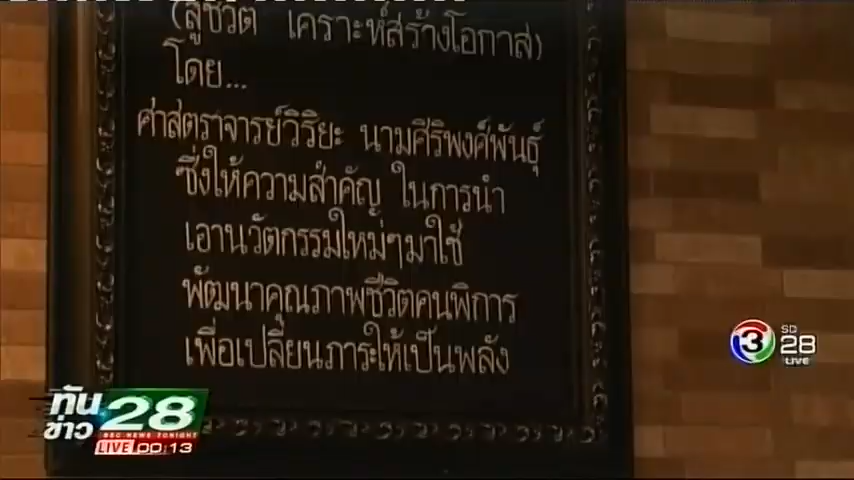 (สู่ชีวิต เคราะห์สร้างโอกาส)
โดย...
ศาสตราจารย์วิริยะ นามศิริพงศ์พันธุ์
ซึ่งให้ความสำคัญ ในการนำ
เอานวัตกรรมใหม่ๆมาใช้
พัฒนาคุณภาพชีวิตคนพิการ
เพื่อเปลี่ยนภาระให้เป็นพลัง
3 SD 28 LIVE
ทันข่าว 28
BEC NEWS TONIGHT
LIVE 00:13